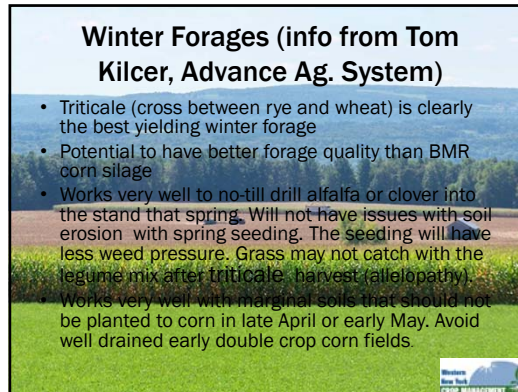 Winter Forages (info from Tom
Kilcer, Advance Ag. System)
• Triticale (cross between rye and wheat) is clearly
the best yielding winter forage
• Potential to have better forage quality than BMR
corn silage
• Works very well to no-till drill alfalfa or clover into
the stand that spring. Will not have issues with soil
erosion with spring seeding. The seeding will have
less weed pressure. Grass may not catch with the
legume mix after triticale harvest (allelopathy).
• Works very well with marginal soils that should not
be planted to corn in late April or early May. Avoid
well drained early double crop corn fields.
Western
New York
CROP MANAGEMENT